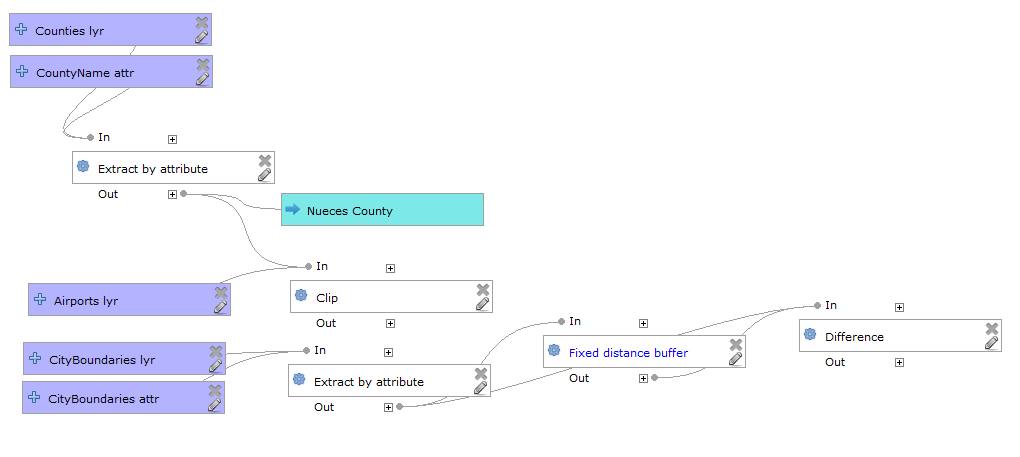 Counties lyr
CountyName attr
In
Extract by attribute
Out
Nueces County
In
Airports lyr
Clip
Out
In
In
Difference
Out
In
CityBoundaries lyr
Fixed distance buffer
Out
Extract by attribute
CityBoundaries attr
Out